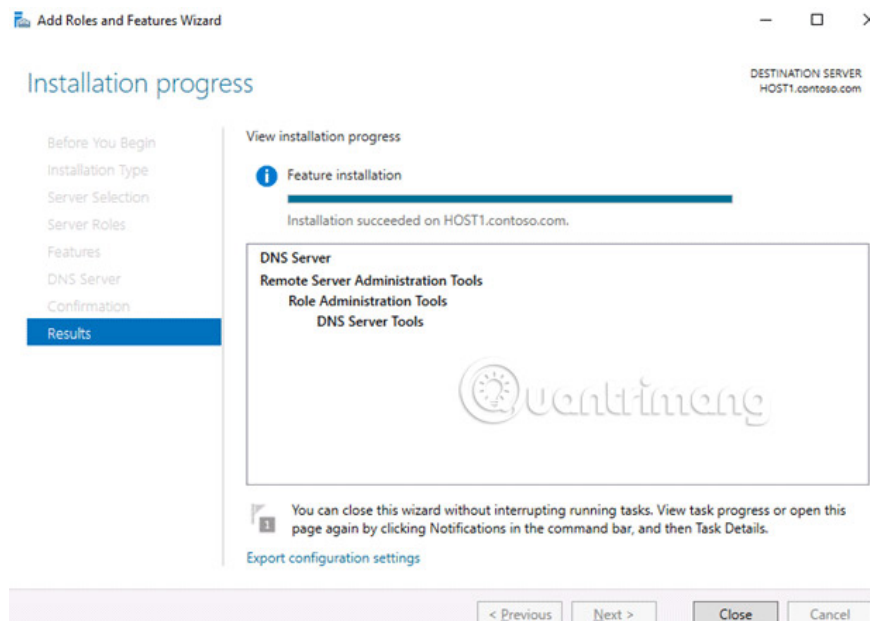 Add Roles and Features Wizard
Installation progress
DESTINATION SERVER
HOST1.contoso.com
Before You Begin
Installation Type
Server Selection
Server Roles
Features
DNS Server
Confirmation
Results
View installation progress
Feature installation
Installation succeeded on HOST1.contoso.com.
DNS Server
Remote Server Administration Tools
Role Administration Tools
DNS Server Tools
Quantrimang
1
You can close this wizard without interrupting running tasks. View task progress or open this
page again by clicking Notifications in the command bar, and then Task Details.
Export configuration settings
< Previous
Next >
Close
Cancel